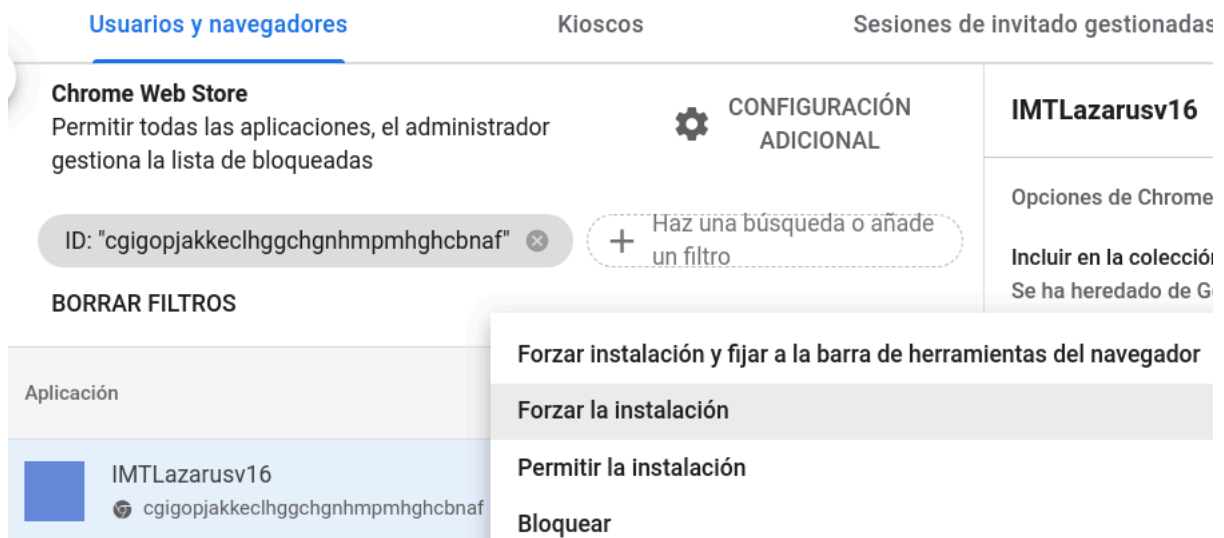 Usuarios y navegadores
Kioscos
Sesiones de invitado gestionadas
Chrome Web Store
Permitir todas las aplicaciones, el administrador
gestiona la lista de bloqueadas
CONFIGURACIÓN
ADICIONAL
ID: "cgigopjakkeclhggchgnhmpmhghcbnaf"
Haz una búsqueda o añade
un filtro
BORRAR FILTROS
Aplicación
IMTLazarusv16
cgigopjakkeclhggchgnhmpmhghcbnaf
Forzar instalación y fijar a la barra de herramientas del navegador
Forzar la instalación
Permitir la instalación
Bloquear
IMTLazarusv16
Opciones de Chrome
Incluir en la colección
Se ha heredado de